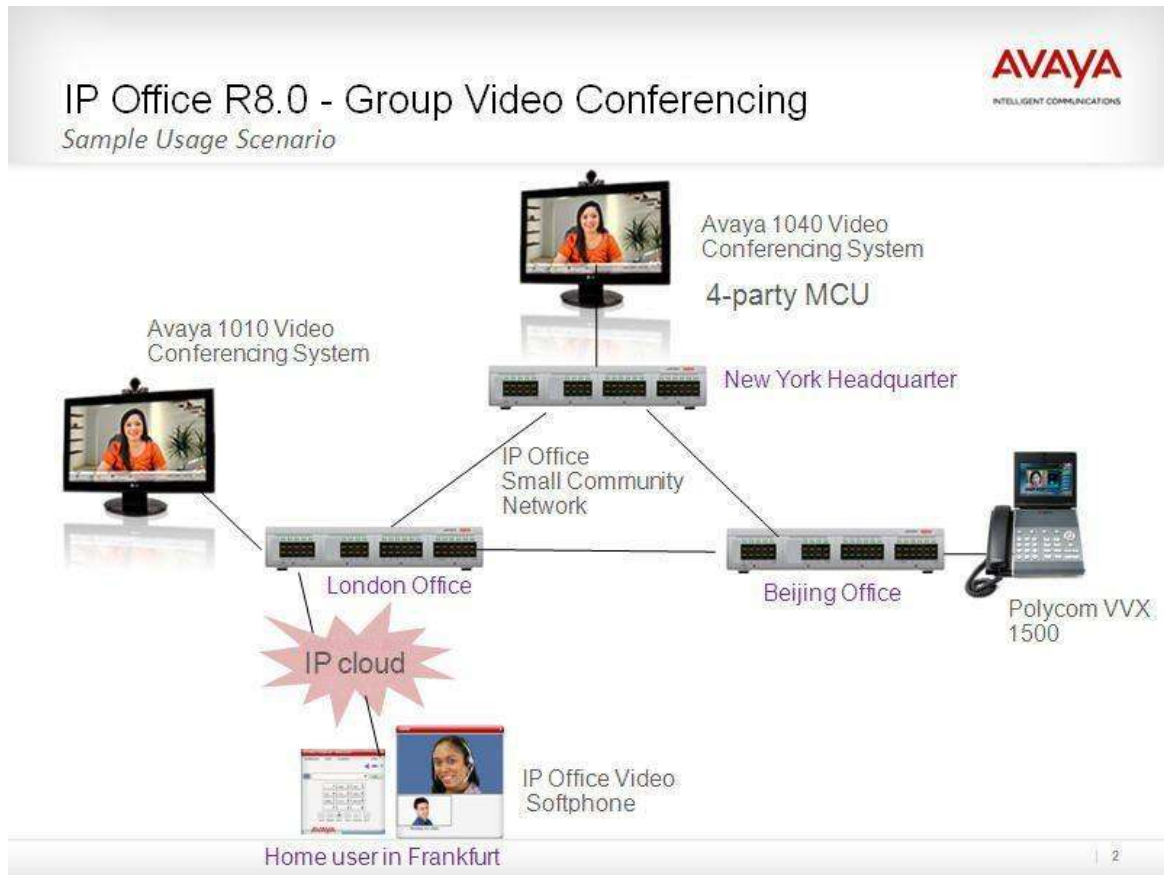 AVAYA
INTELLIGENT COMMUNICATIONS
IP Office R8.0 - Group Video Conferencing
Sample Usage Scenario
Avaya 1040 Video
Conferencing System
4-party MCU
Avaya 1010 Video
Conferencing System
New York Headquarter
IP Office
Small Community
Network
London Office
Beijing Office
Polycom VVX
1500
IP cloud
IP Office Video
Softphone
AVAYA
Home user in Frankfurt
2